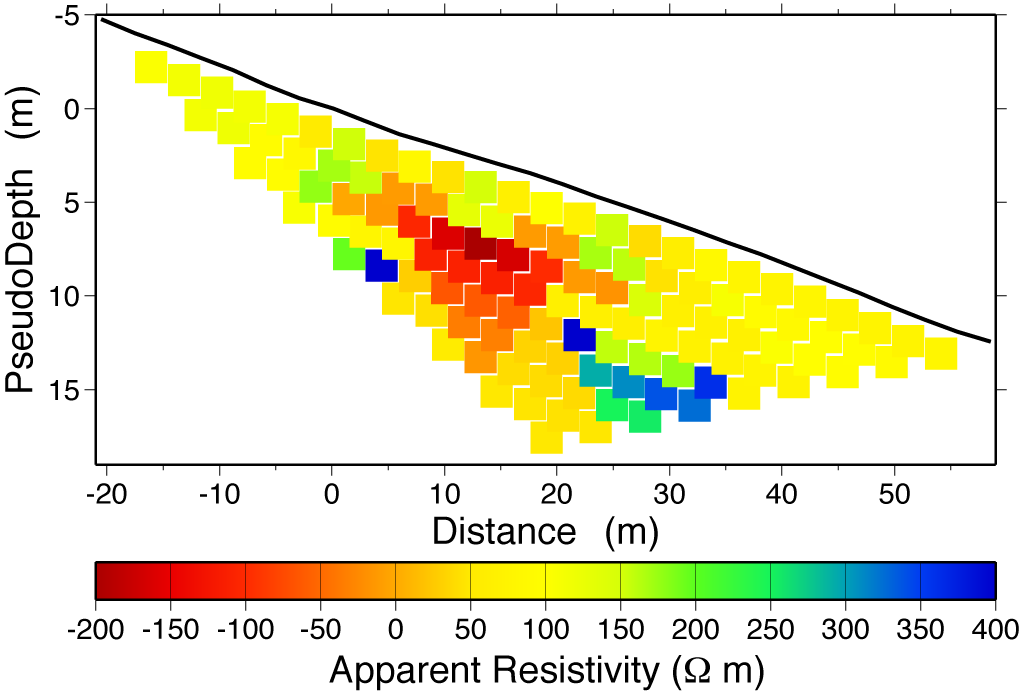 -5
0
5
10
15
PseudoDepth (m)
-20 -10 0 10 20 30 40 50
Distance (m)
-200 -150 -100 -50 0 50 100 150 200 250 300 350 400
Apparent Resistivity (Ω m)